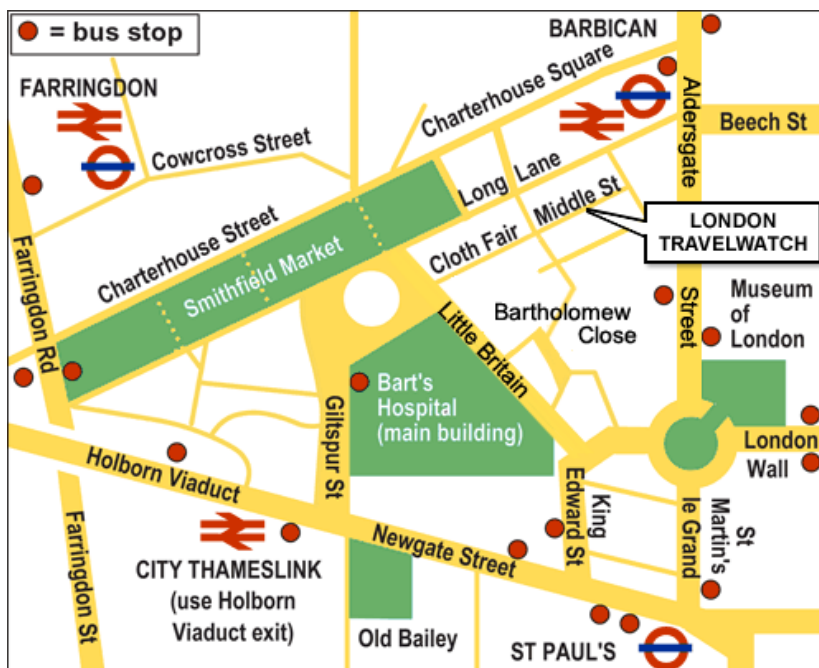 = bus stop
BARBICAN
FARRINGDON
Charterhouse Square
Aldersgate
Beech St
Cowcross Street
Long Lane
Middle St
LONDON
TRAVELWATCH
Charterhouse Street
Smithfield Market
Cloth Fair
Farringdon Rd
Bartholomew
Close
Street
Museum
of
London
Little Britain
Bart's
Hospital
(main building)
Giltspur St
London
Wall
Holborn Viaduct
King
Edward St
St
Martin's
le Grand
Farringdon St
Newgate Street
CITY THAMESLINK
(use Holborn
Viaduct exit)
Old Bailey
ST PAUL'S